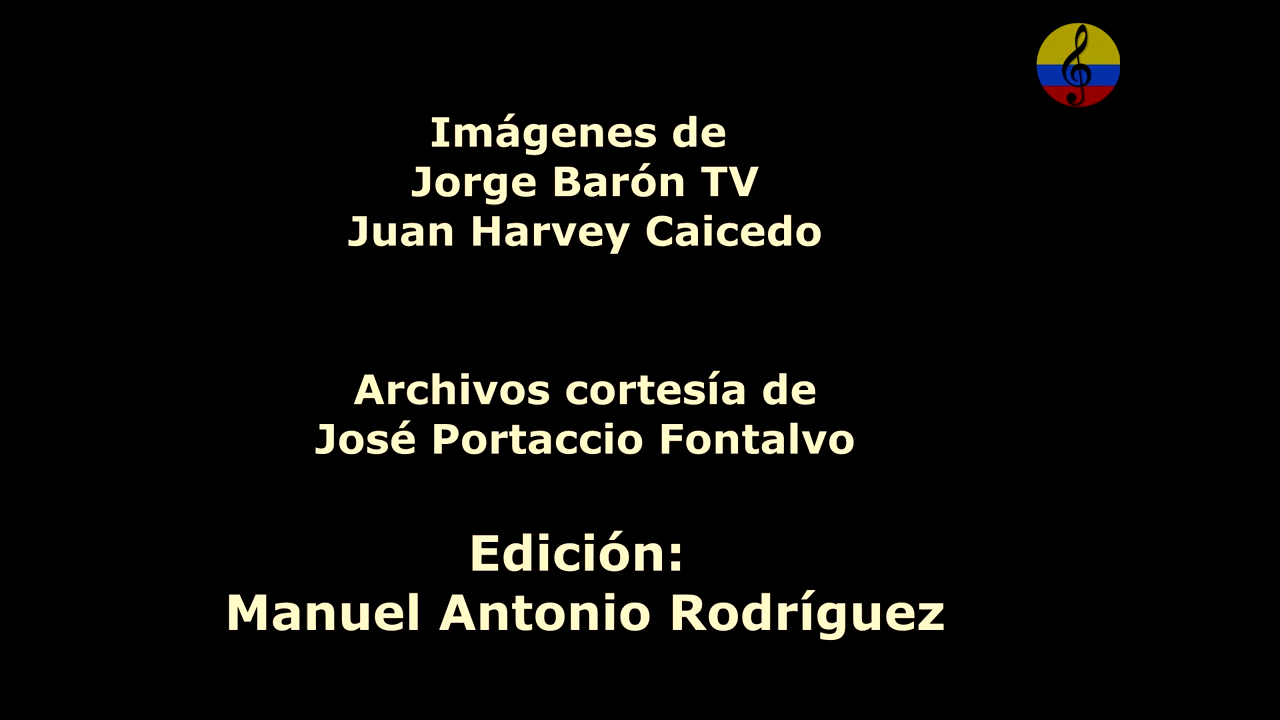 Imágenes de
Jorge Barón TV
Juan Harvey Caicedo
Archivos cortesía de
José Portaccio Fontalvo
Edición:
Manuel Antonio Rodríguez